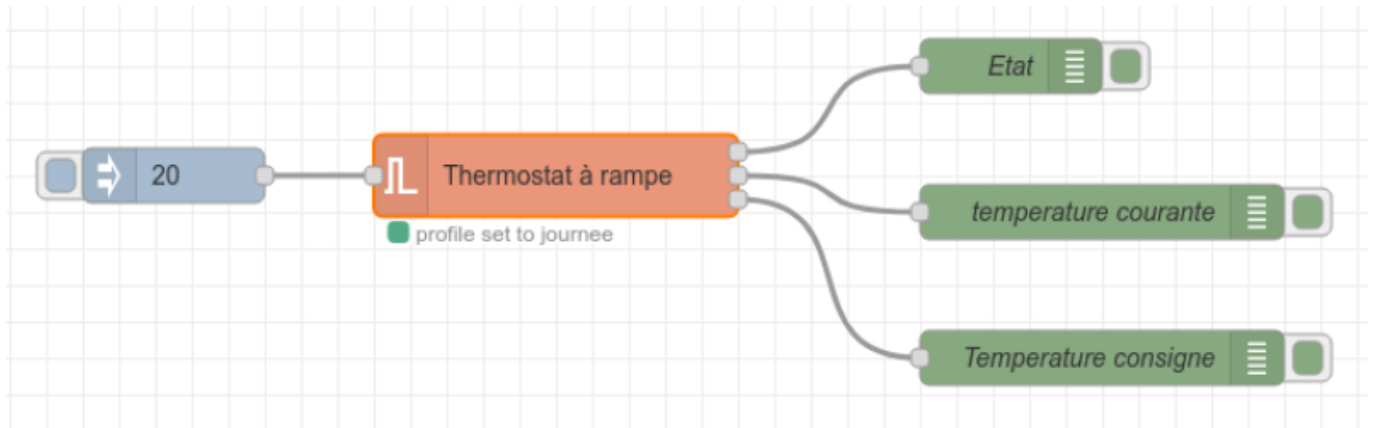 Etat
20
Thermostat à rampe
temperature courante
profile set to journee
Temperature consigne